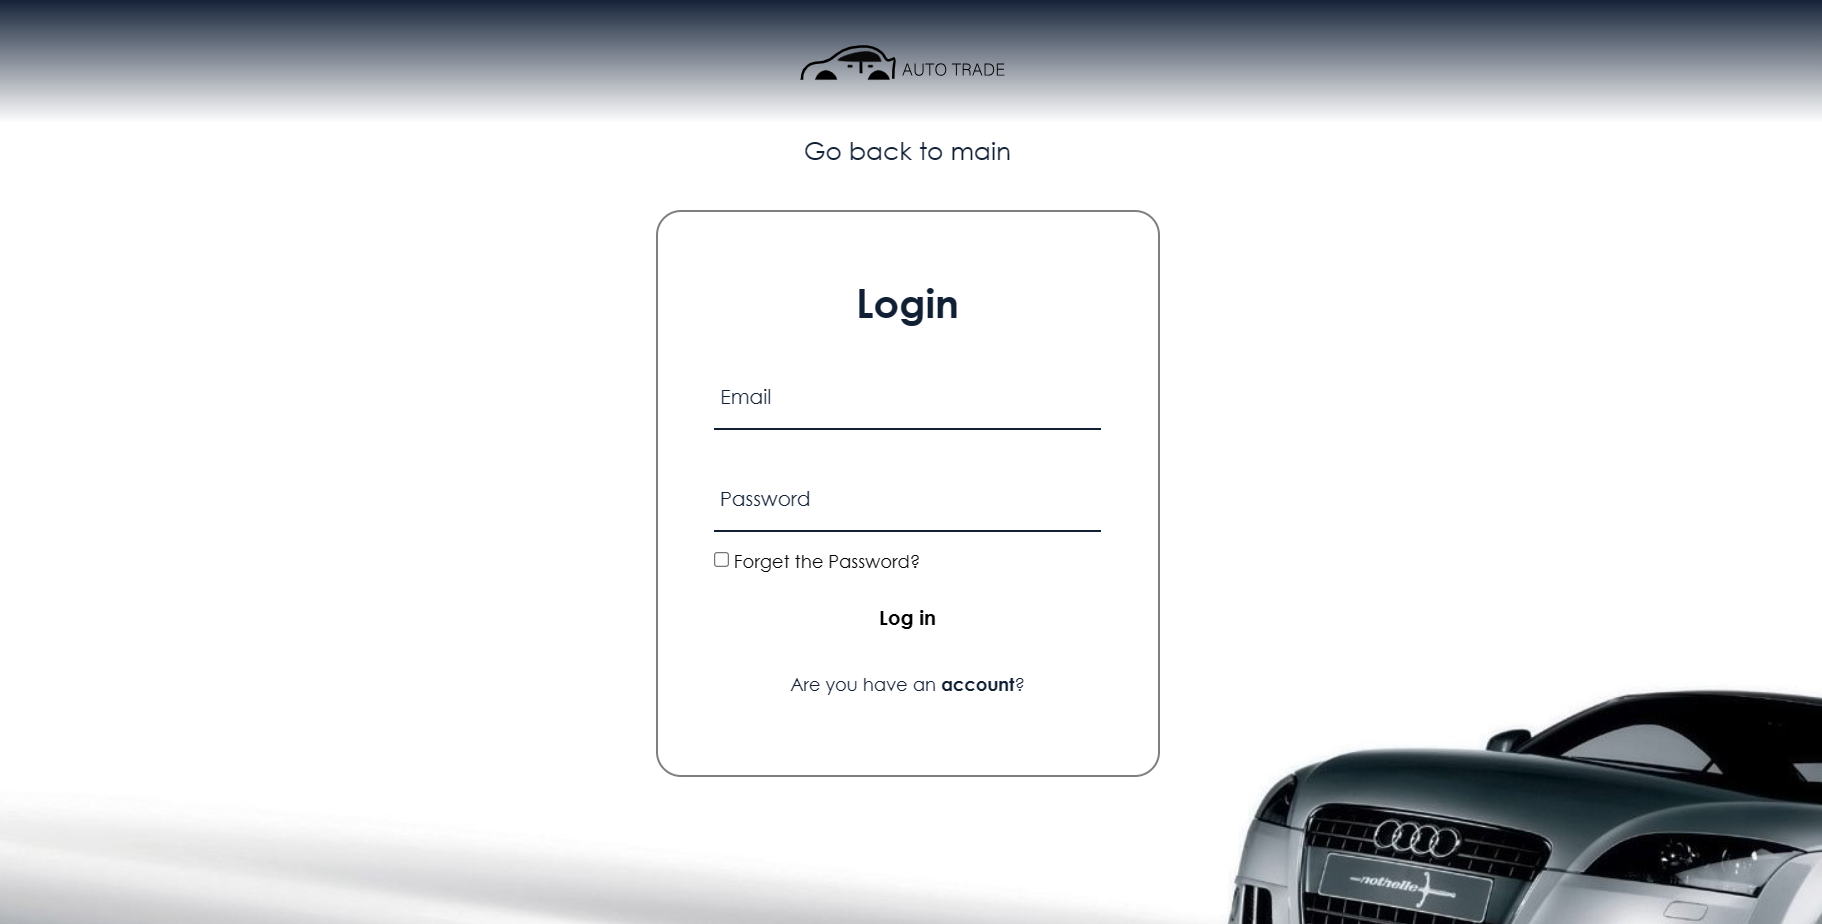 AUTO TRADE
Go back to main
Login
Email
Password
Forget the Password?
Log in
Are you have an account?
nothelle